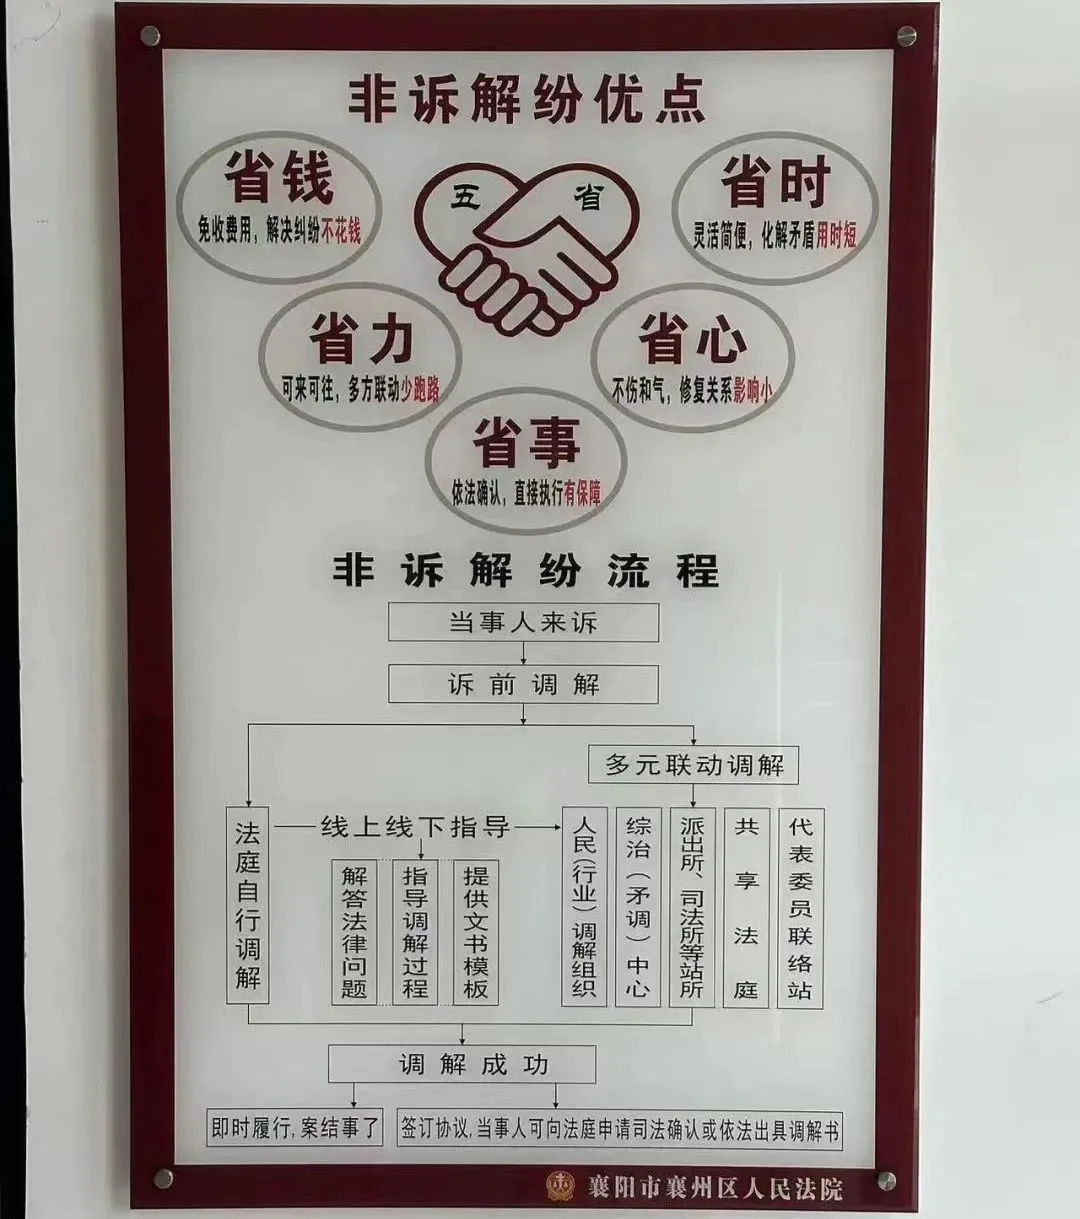 非诉解纷优点
省钱
免收费用，解决纠纷不花钱
五 省
省时
灵活简便，化解矛盾用时短
省力
可来可往，多方联动少跑路
省心
不伤和气，修复关系影响小
省事
依法确认，直接执行有保障
非诉解纷流程
当事人来诉
诉前调解
多元联动调解
法庭自行调解
线上线下指导
解答法律问题
指导调解过程
提供文书模板
人民(行业)调解组织
综治(矛调)中心
派出所、司法所等站所
共享法庭
代表委员联络站
调解成功
即时履行,案结事了
签订协议,当事人可向法庭申请司法确认或依法出具调解书
襄阳市襄州区人民法院